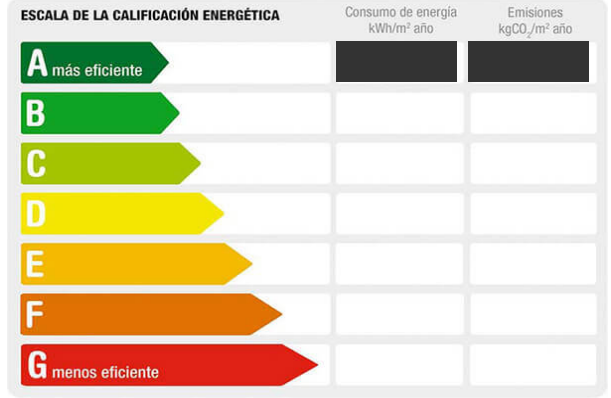 ESCALA DE LA CALIFICACIÓN ENERGÉTICA
Consumo de energía
kWh/m² año
Emisiones
kgCO₂/m² año
A más eficiente
B
C
D
E
F
G menos eficiente